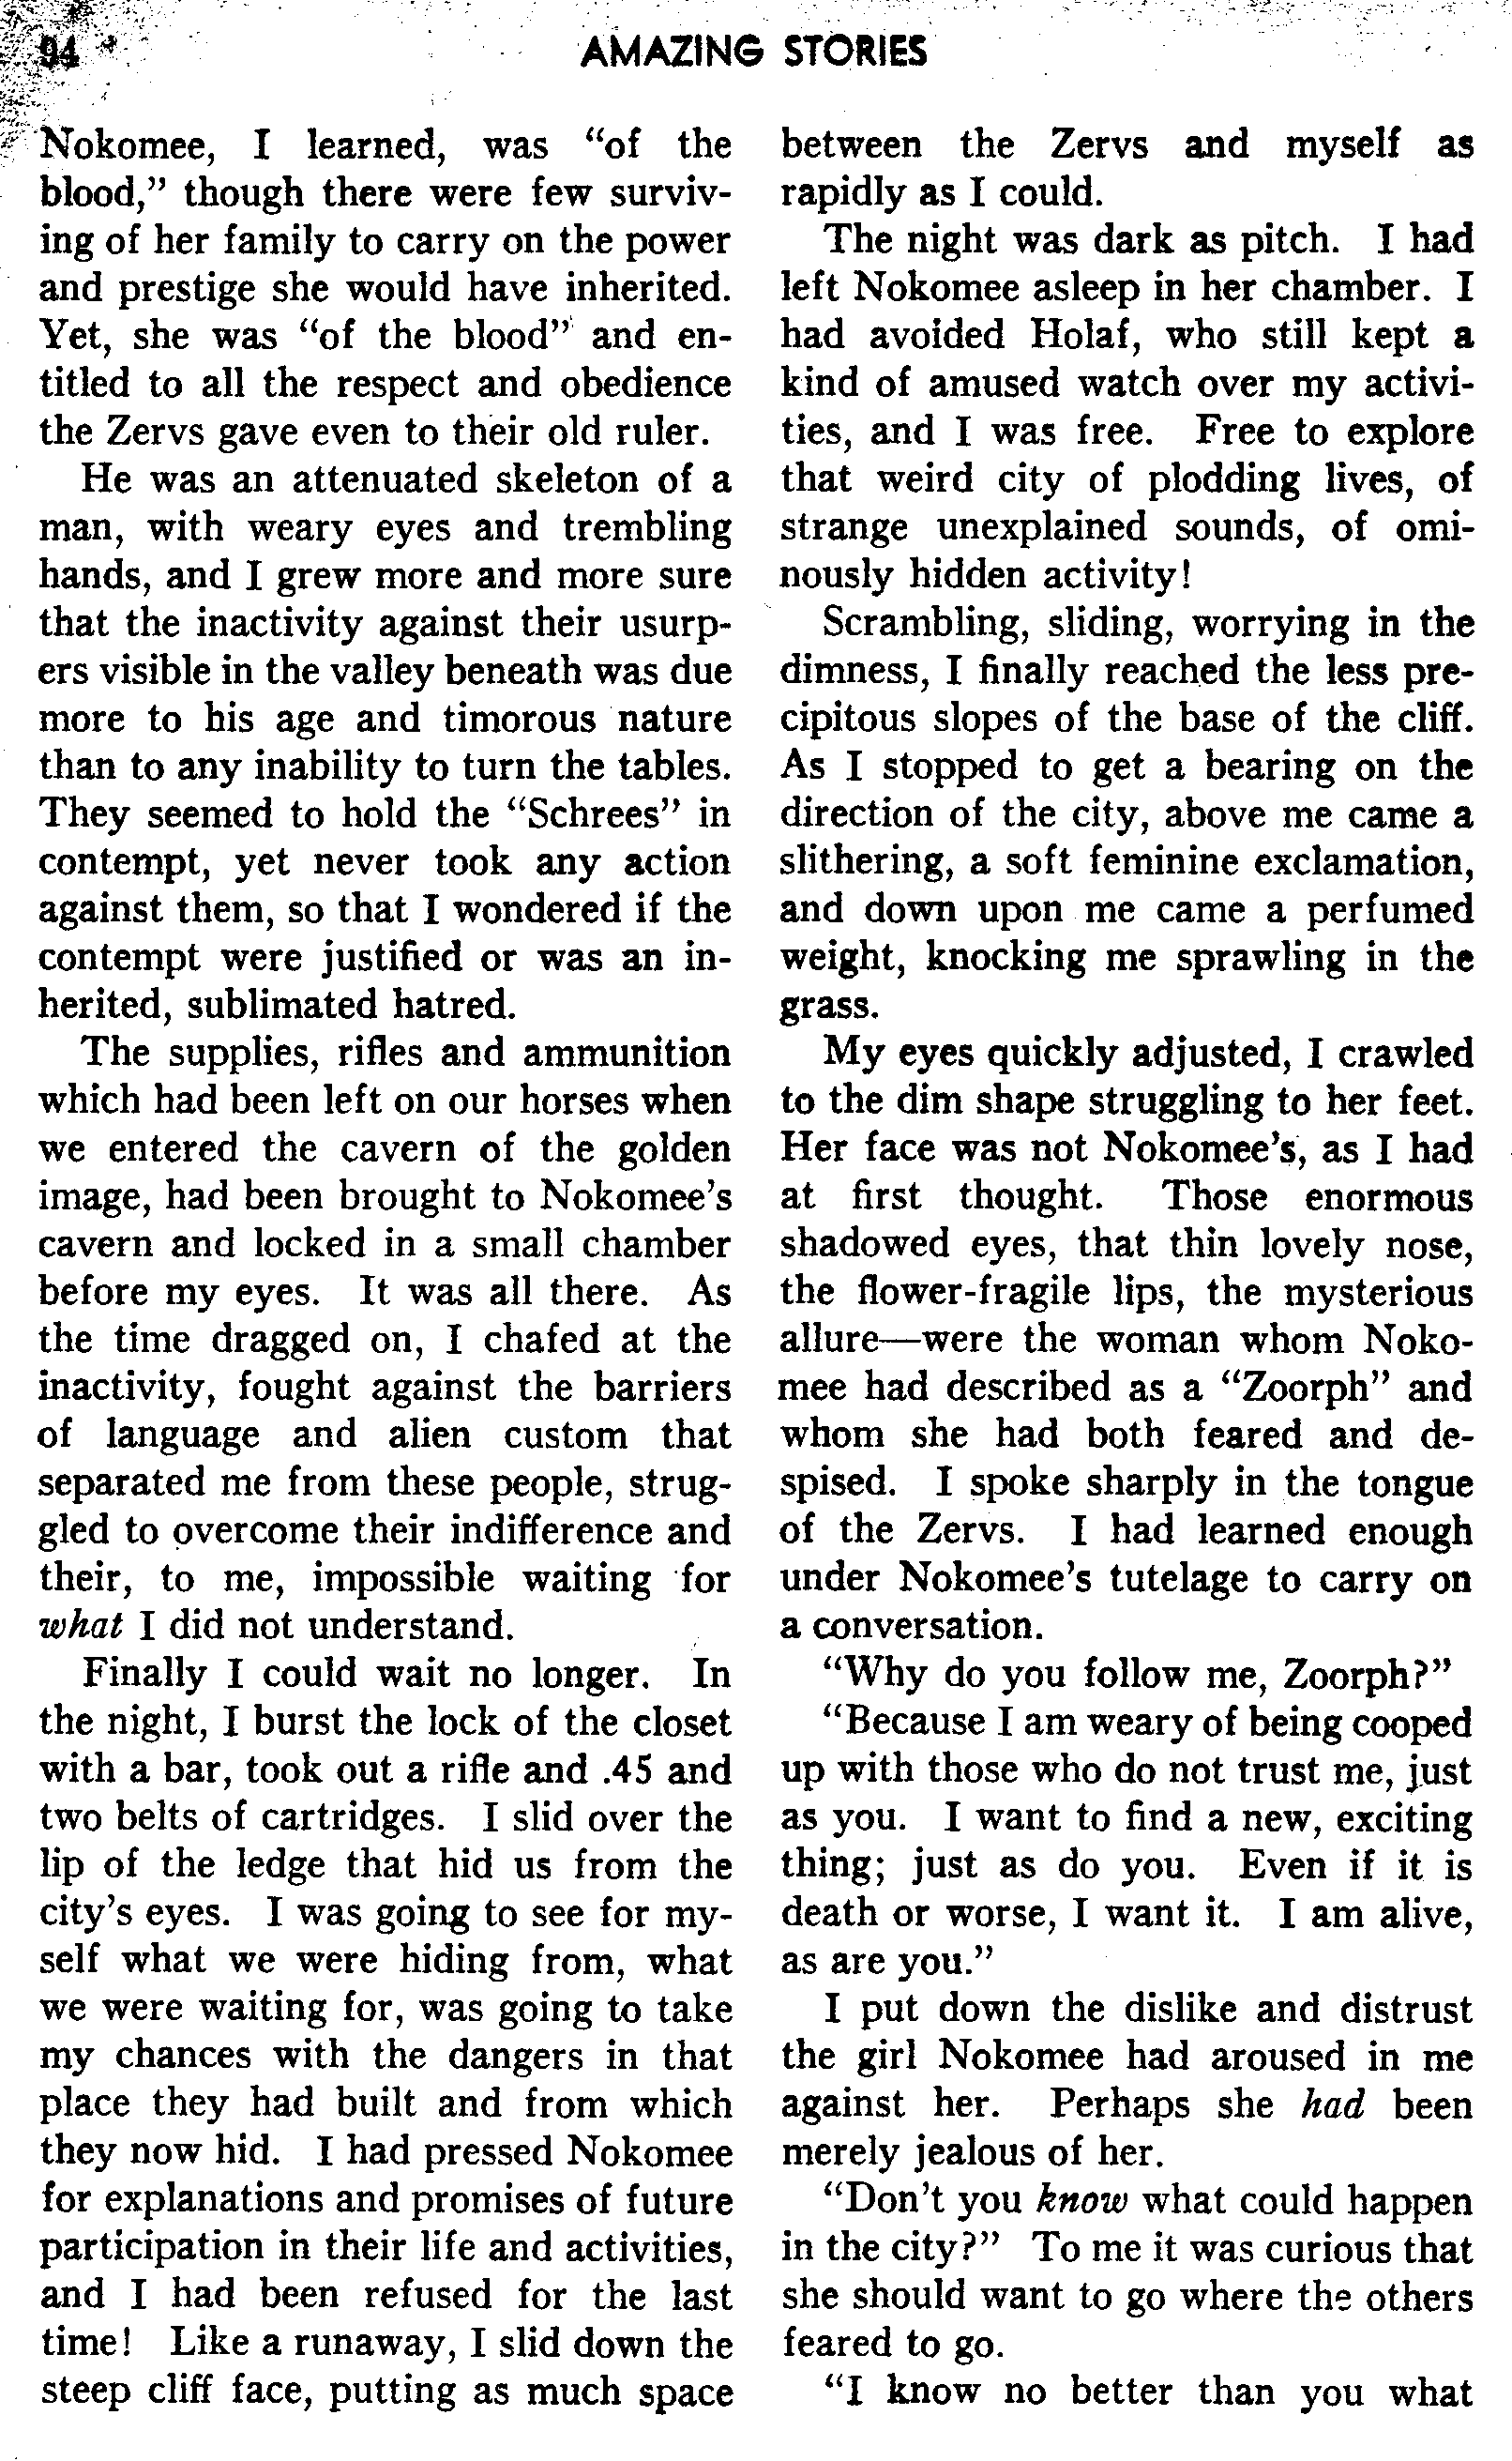 94
AMAZING STORIES
Nokomee, I learned, was “of the
blood,” though there were few surviv-
ing of her family to carry on the power
and prestige she would have inherited.
Yet, she was “of the blood” and en-
titled to all the respect and obedience
the Zervs gave even to their old ruler.
He was an attenuated skeleton of a
man, with weary eyes and trembling
hands, and I grew more and more sure
that the inactivity against their usurp-
ers visible in the valley beneath was due
more to his age and timorous nature
than to any inability to turn the tables.
They seemed to hold the “Schrees” in
contempt, yet never took any action
against them, so that I wondered if the
contempt were justified or was an in-
herited, sublimated hatred.
The supplies, rifles and ammunition
which had been left on our horses when
we entered the cavern of the golden
image, had been brought to Nokomee’s
cavern and locked in a small chamber
before my eyes. It was all there. As
the time dragged on, I chafed at the
inactivity, fought against the barriers
of language and alien custom that
separated me from these people, strug-
gled to overcome their indifference and
their, to me, impossible waiting for
what I did not understand.
Finally I could wait no longer. In
the night, I burst the lock of the closet
with a bar, took out a rifle and .45 and
two belts of cartridges. I slid over the
lip of the ledge that hid us from the
city’s eyes. I was going to see for my-
self what we were hiding from, what
we were waiting for, was going to take
my chances with the dangers in that
place they had built and from which
they now hid. I had pressed Nokomee
for explanations and promises of future
participation in their life and activities,
and I had been refused for the last
time! Like a runaway, I slid down the
steep cliff face, putting as much space
between the Zervs and myself as
rapidly as I could.
The night was dark as pitch. I had
left Nokomee asleep in her chamber. I
had avoided Holaf, who still kept a
kind of amused watch over my activi-
ties, and I was free. Free to explore
that weird city of plodding lives, of
strange unexplained sounds, of omi-
nously hidden activity!
Scrambling, sliding, worrying in the
dimness, I finally reached the less pre-
cipitous slopes of the base of the cliff.
As I stopped to get a bearing on the
direction of the city, above me came a
slithering, a soft feminine exclamation,
and down upon me came a perfumed
weight, knocking me sprawling in the
grass.
My eyes quickly adjusted, I crawled
to the dim shape struggling to her feet.
Her face was not Nokomee’s, as I had
at first thought. Those enormous
shadowed eyes, that thin lovely nose,
the flower-fragile lips, the mysterious
allure—were the woman whom Noko-
mee had described as a “Zoorph” and
whom she had both feared and de-
spised. I spoke sharply in the tongue
of the Zervs. I had learned enough
under Nokomee’s tutelage to carry on
a conversation.
“Why do you follow me, Zoorph?”
“Because I am weary of being cooped
up with those who do not trust me, just
as you. I want to find a new, exciting
thing; just as do you. Even if it is
death or worse, I want it. I am alive,
as are you.”
I put down the dislike and distrust
the girl Nokomee had aroused in me
against her. Perhaps she had been
merely jealous of her.
“Don’t you know what could happen
in the city?” To me it was curious that
she should want to go where the others
feared to go.
“I know no better than you what